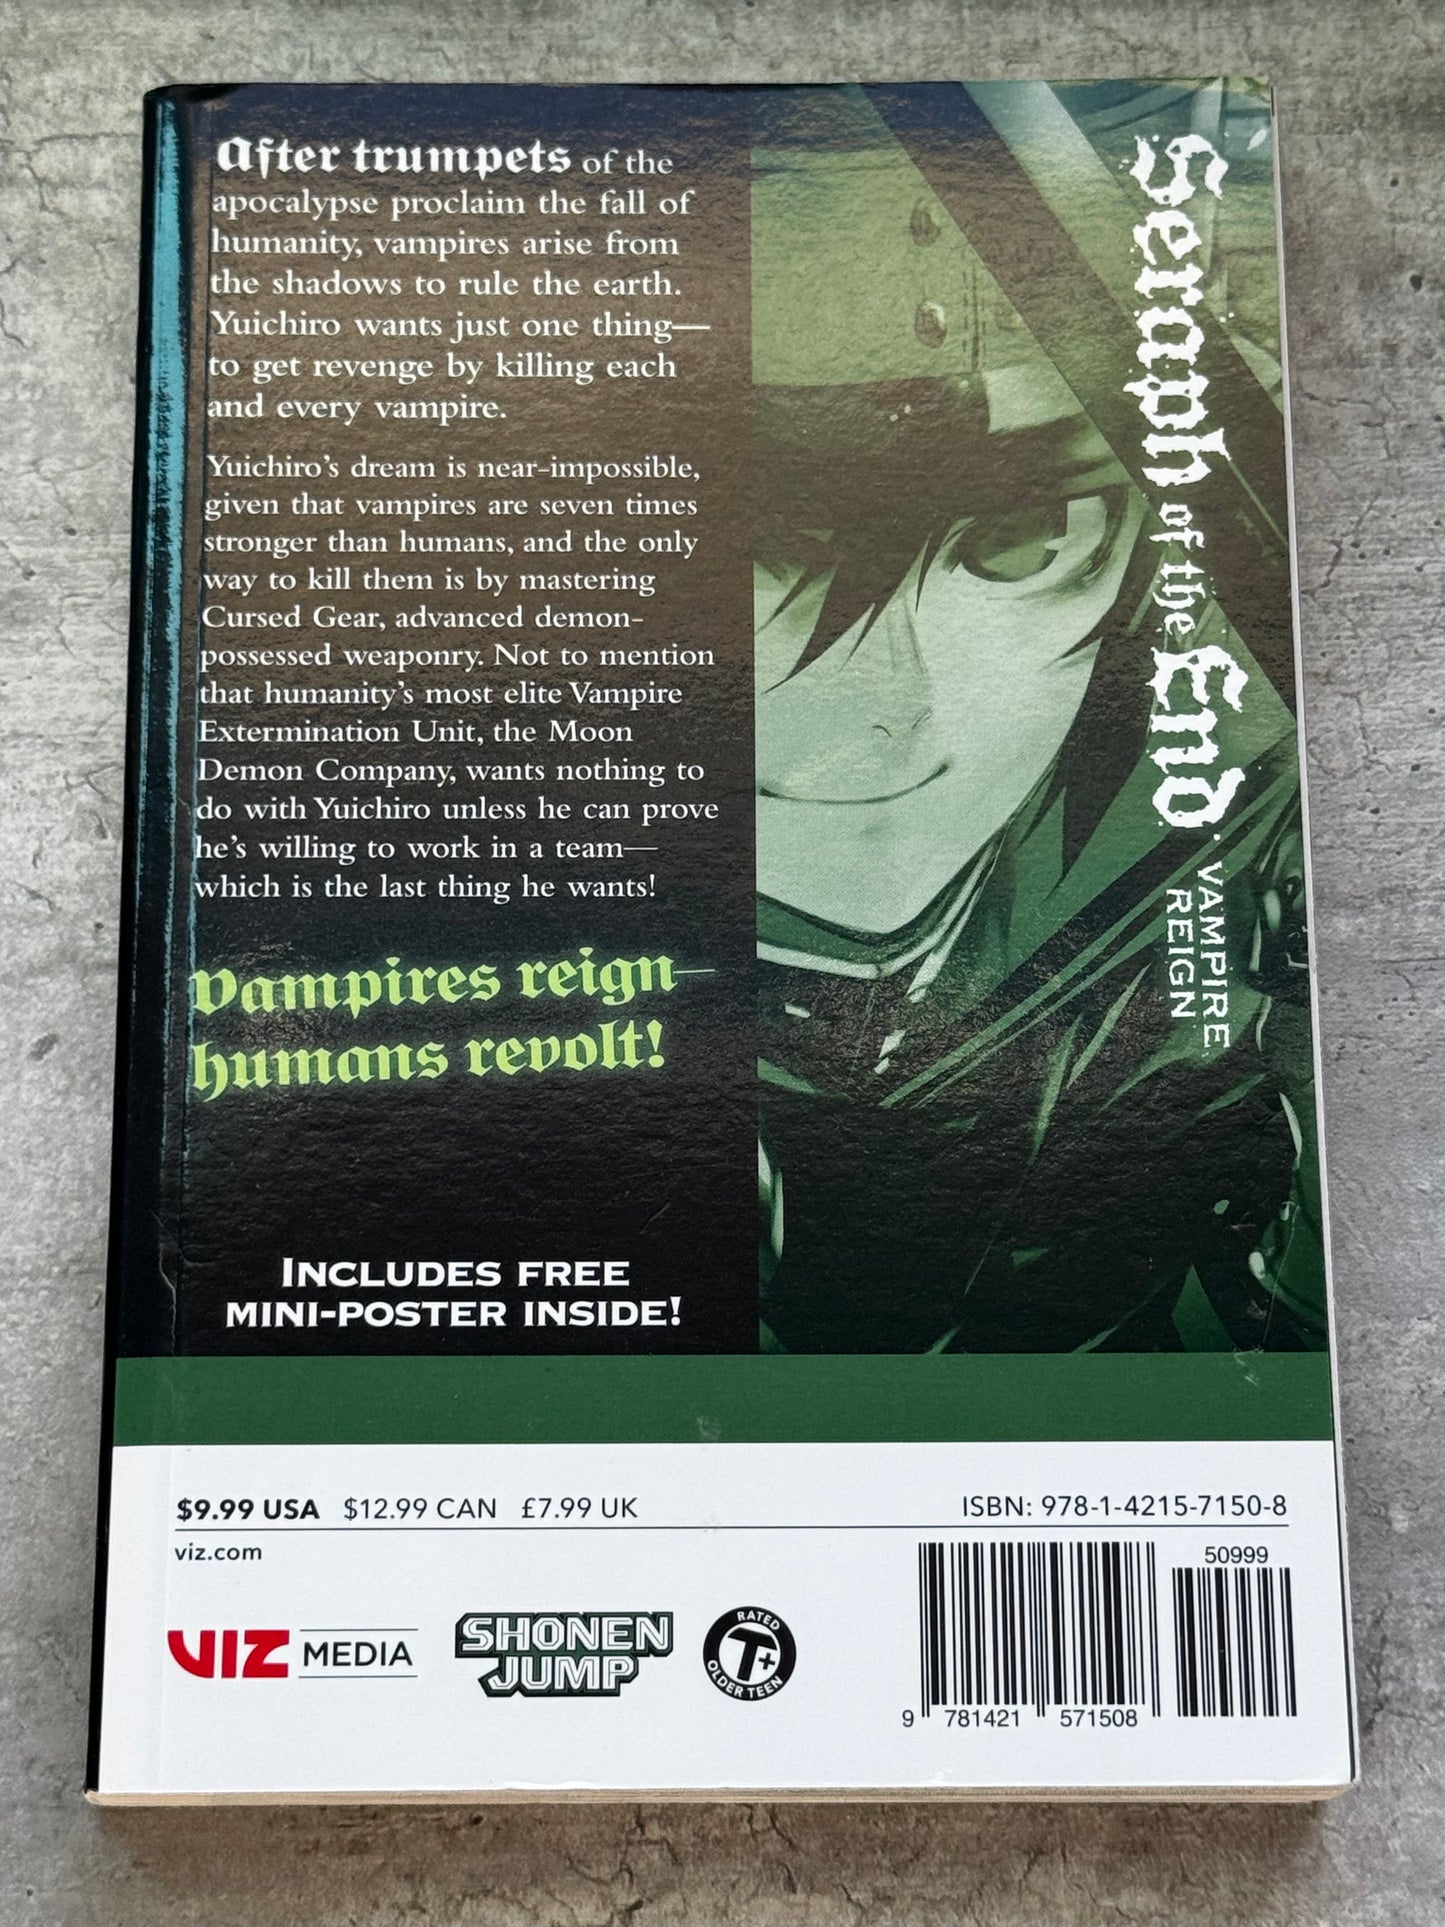 After trumpets of the
apocalypse proclaim the fall of
humanity, vampires arise from
the shadows to rule the earth.
Yuichiro wants just one thing—
to get revenge by killing each
and every vampire.
Yuichiro's dream is near-impossible,
given that vampires are seven times
stronger than humans, and the only
way to kill them is by mastering
Cursed Gear, advanced demon-
possessed weaponry. Not to mention
that humanity's most elite Vampire
Extermination Unit, the Moon
Demon Company, wants nothing to
do with Yuichiro unless he can prove
he's willing to work in a team—
which is the last thing he wants!
Vampires reign—
humans revolt!
INCLUDES FREE
MINI-POSTER INSIDE!
Seraph of the End
VAMPIRE
REIGN
$9.99 USA $12.99 CAN £7.99 UK
ISBN: 978-1-4215-7150-8
viz.com
50999
VIZ MEDIA
SHONEN
JUMP
RATED
T+
OLDER TEEN
9 781421 571508